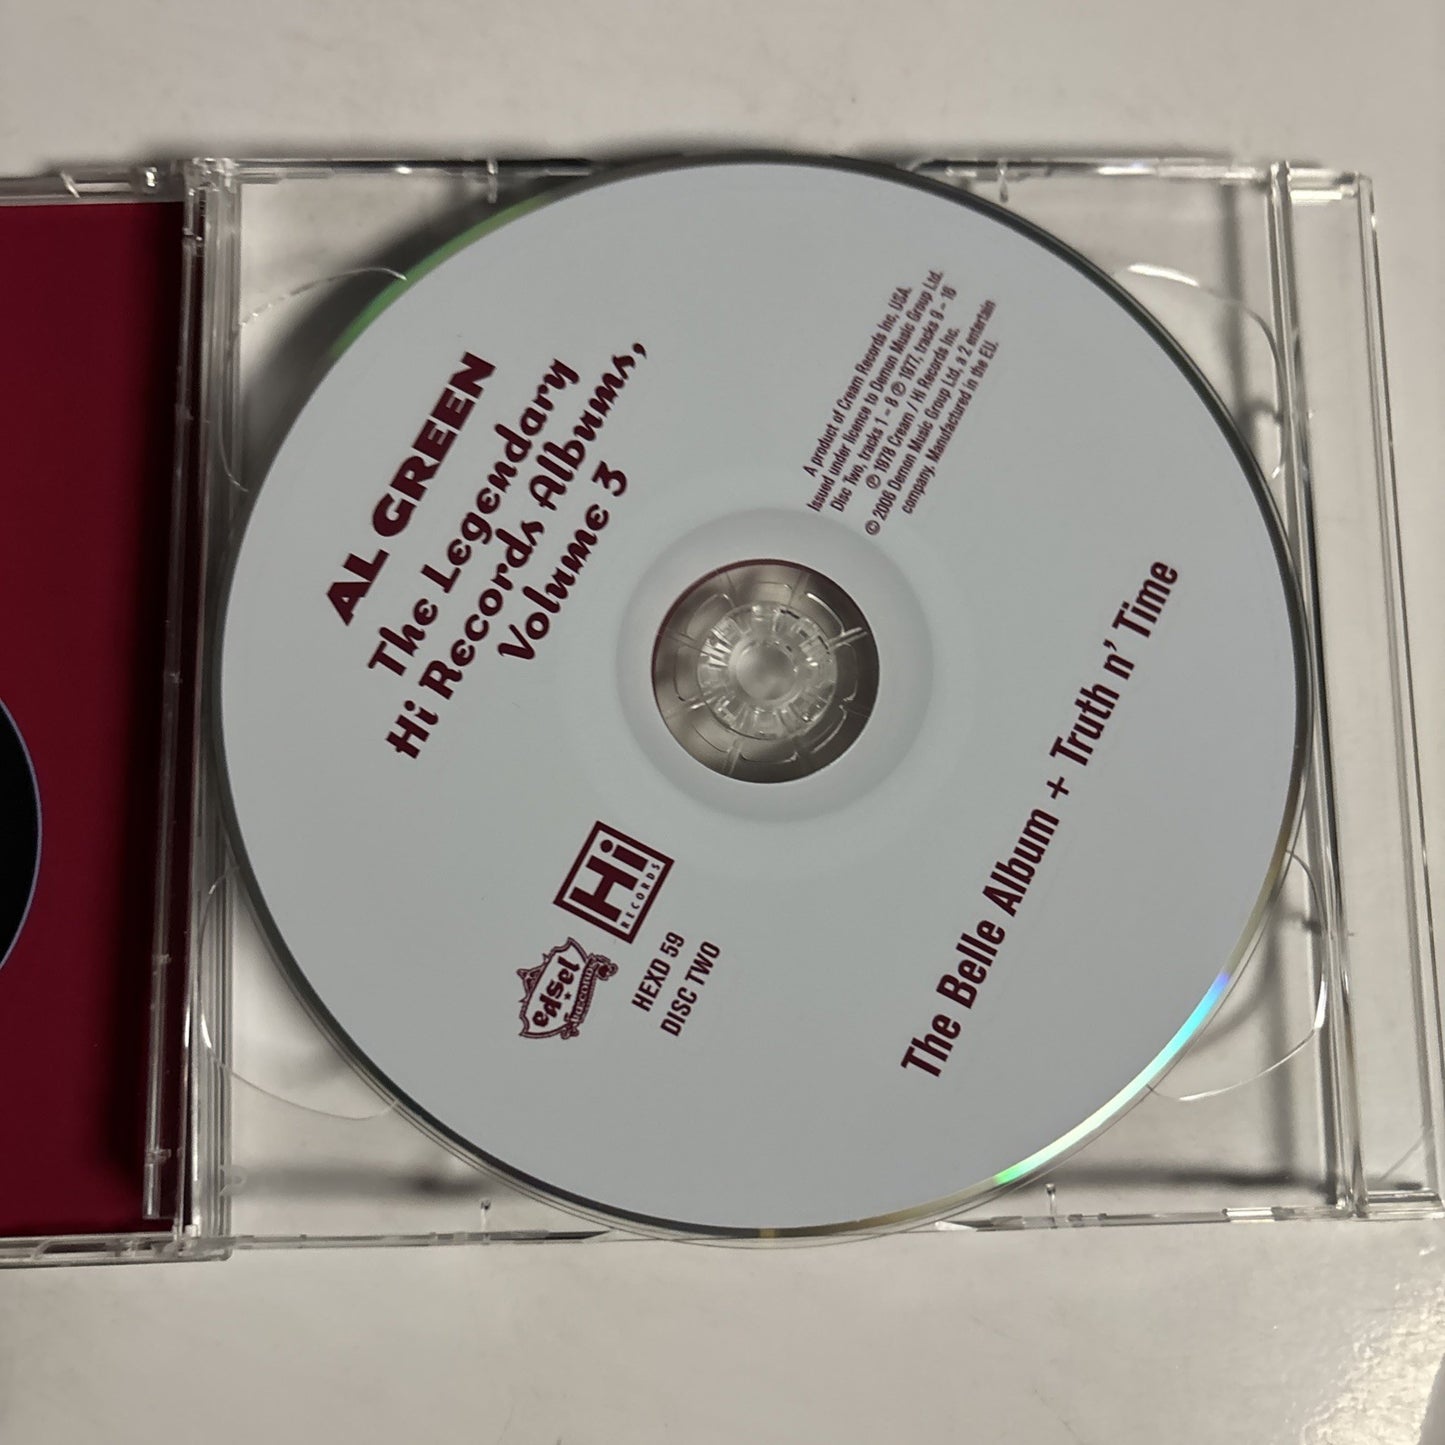 AL GREEN
The Legendary
Hi Records Albums,
Volume 3
A product of Cream Records Inc, USA.
Issued under licence to Demon Music Group Ltd.
Disc Two, tracks 1 – 8 ℗ 1977, tracks 9 – 16
℗ 1978 Cream / Hi Records Inc.
© 2006 Demon Music Group Ltd, a 2 entertain
company. Manufactured in the EU.
Hi
RECORDS
edsel
RECORDS
HEXD 59
DISC TWO
The Belle Album + Truth n' Time